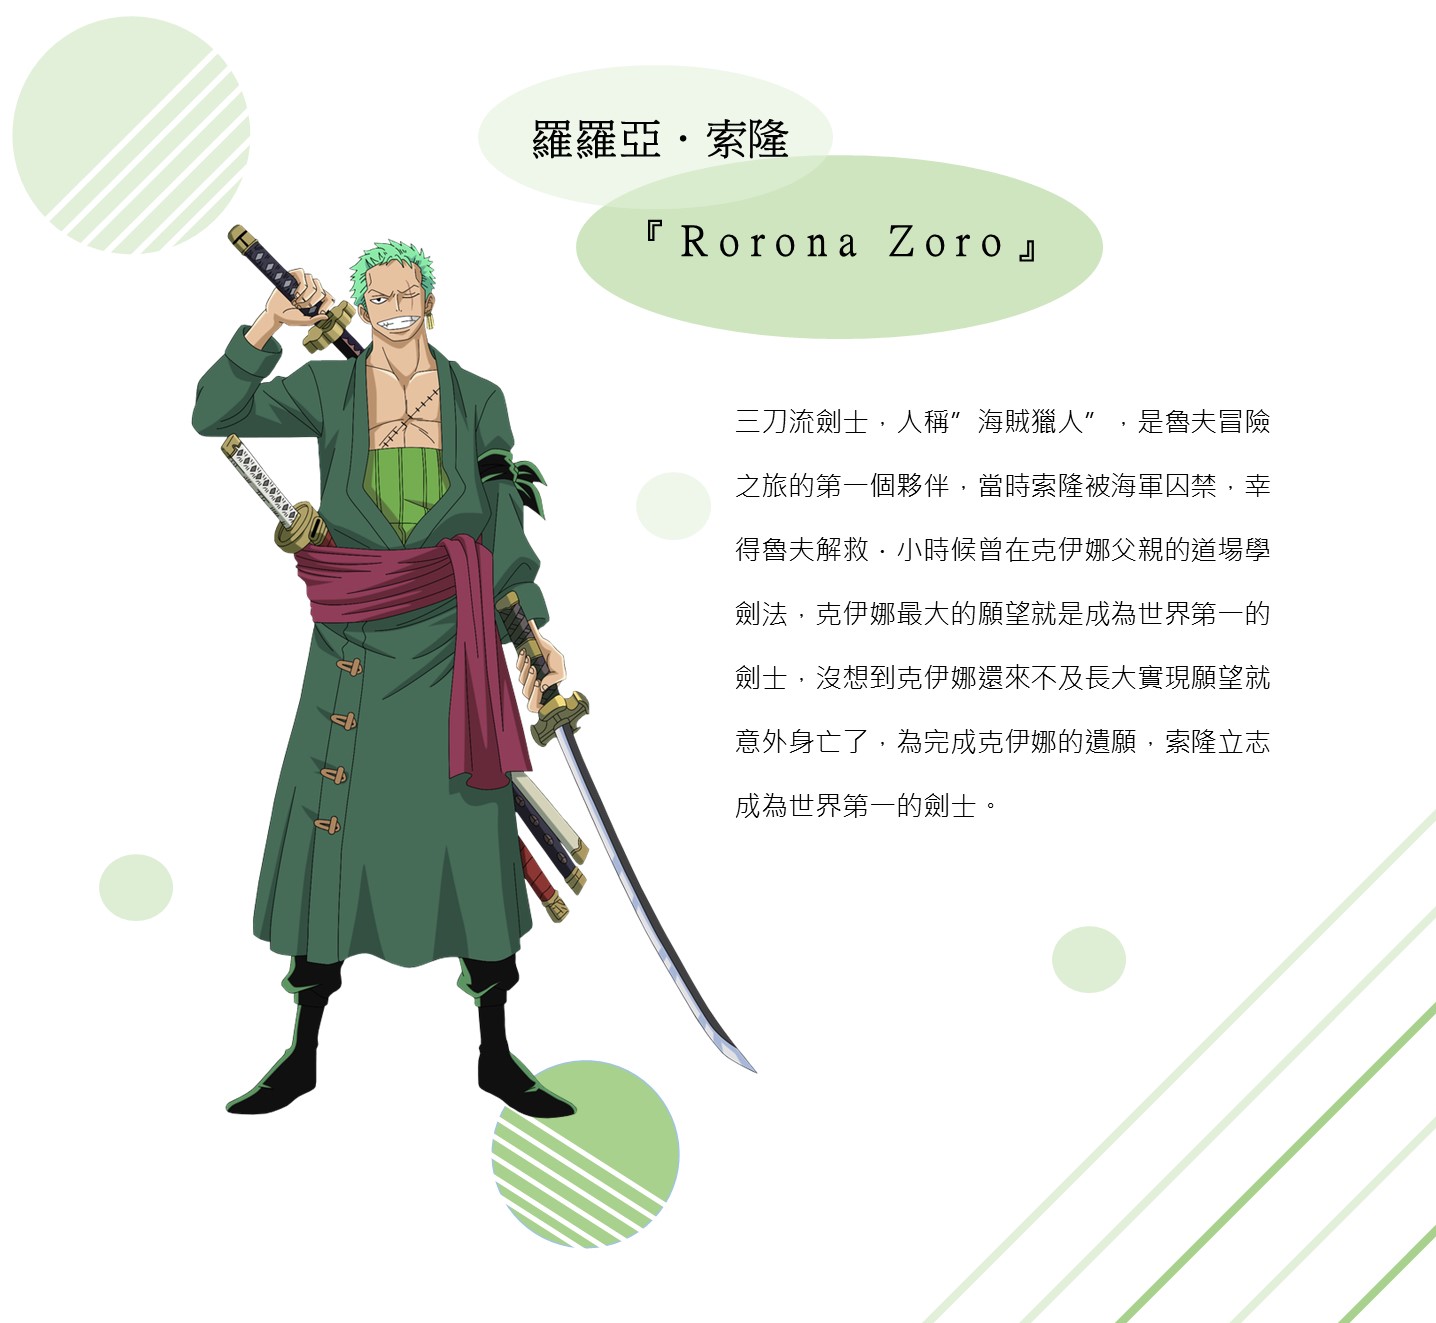 羅羅亞．索隆
『Rorona Zoro』
三刀流劍士，人稱”海賊獵人”，是魯夫冒險
之旅的第一個夥伴，當時索隆被海軍囚禁，幸
得魯夫解救．小時候曾在克伊娜父親的道場學
劍法，克伊娜最大的願望就是成為世界第一的
劍士，沒想到克伊娜還來不及長大實現願望就
意外身亡了，為完成克伊娜的遺願，索隆立志
成為世界第一的劍士。